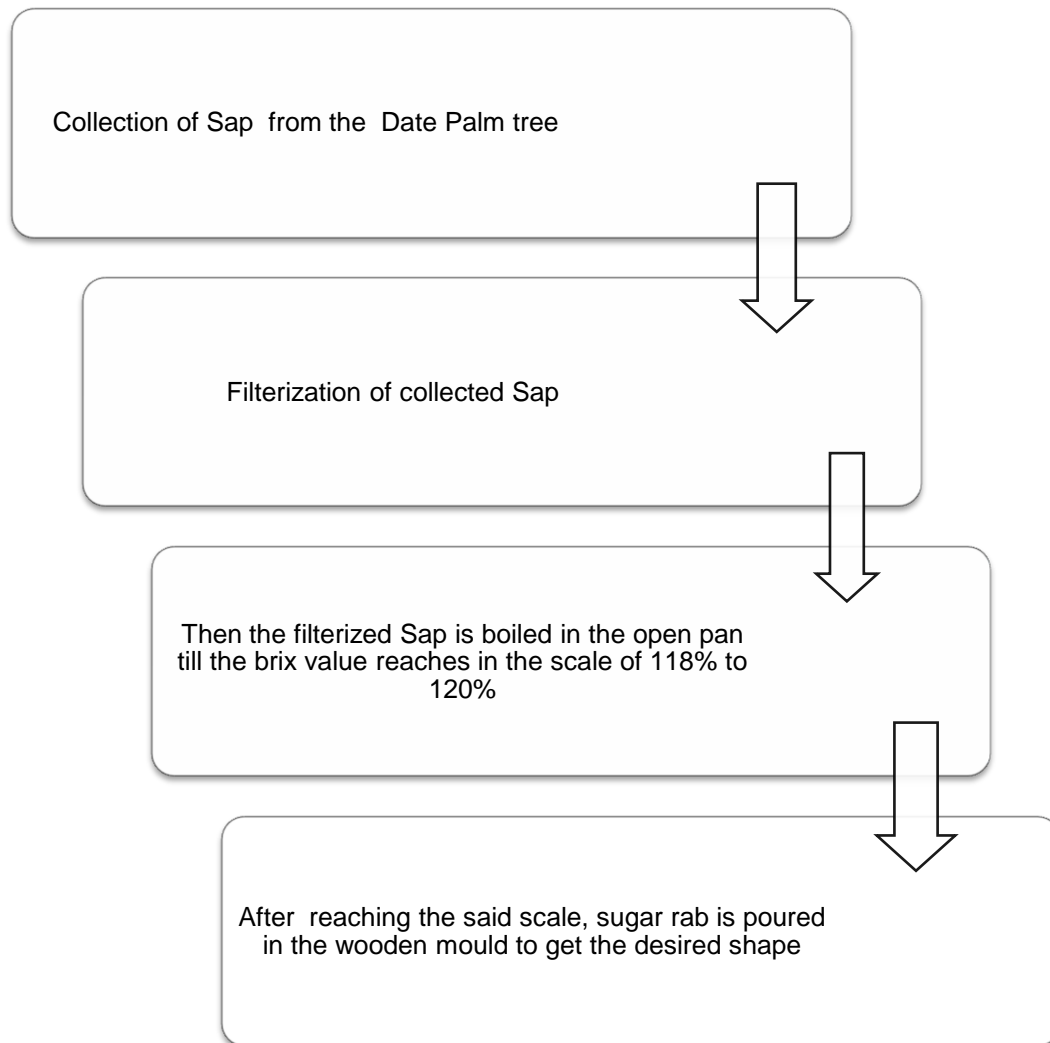 Collection of Sap from the Date Palm tree
Filterization of collected Sap
Then the filterized Sap is boiled in the open pan
till the brix value reaches in the scale of 118% to
120%
After reaching the said scale, sugar rab is poured
in the wooden mould to get the desired shape